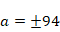 a = ±94